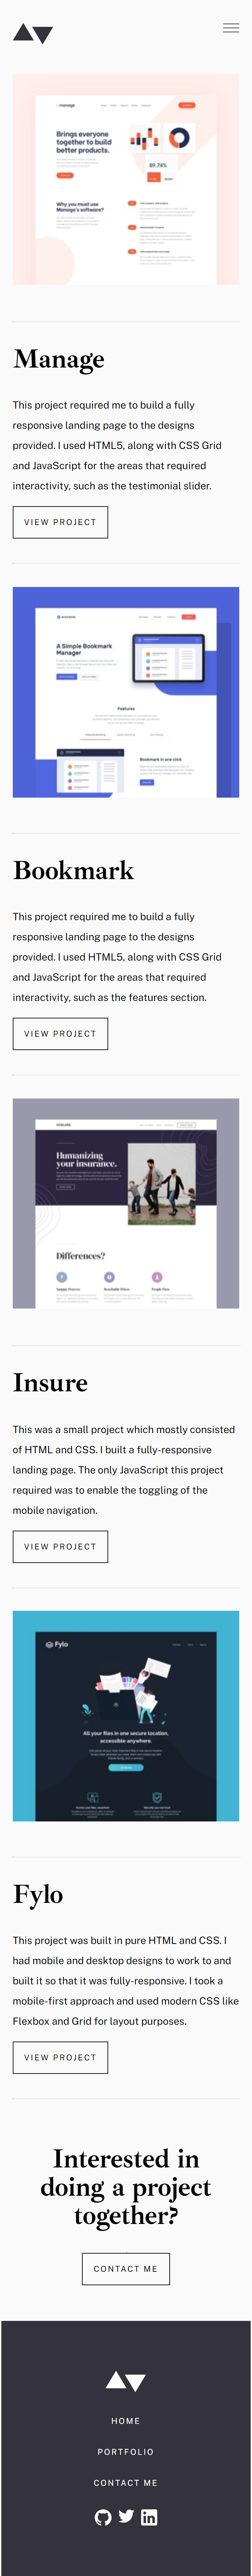 manage
Brings everyone
together to build
better products.
89,74%
Why you must use
Manage's software?
Manage
This project required me to build a fully
responsive landing page to the designs
provided. I used HTML5, along with CSS Grid
and JavaScript for the areas that required
interactivity, such as the testimonial slider.
VIEW PROJECT
A Simple Bookmark
Manager
Features
Bookmark in one click
Bookmark
This project required me to build a fully
responsive landing page to the designs
provided. I used HTML5, along with CSS Grid
and JavaScript for the areas that required
interactivity, such as the features section.
VIEW PROJECT
INSURE
Humanizing
your insurance.
Differences?
Snappy Process
Affordable Prices
People First
Insure
This was a small project which mostly consisted
of HTML and CSS. I built a fully-responsive
landing page. The only JavaScript this project
required was to enable the toggling of the
mobile navigation.
VIEW PROJECT
Fylo
All your files in one secure location,
accessible anywhere.
Fylo
This project was built in pure HTML and CSS. I
had mobile and desktop designs to work to and
built it so that it was fully-responsive. I took a
mobile-first approach and used modern CSS like
Flexbox and Grid for layout purposes.
VIEW PROJECT
Interested in
doing a project
together?
CONTACT ME
HOME
PORTFOLIO
CONTACT ME